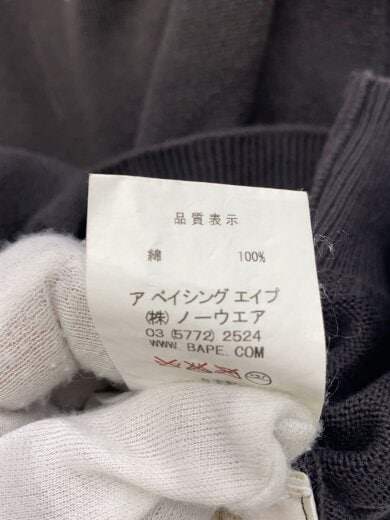 品質表示
綿 100%
ア ベイシング エイプ
(株) ノーウエア
03 (5772) 2524
WWW. BAPE. COM